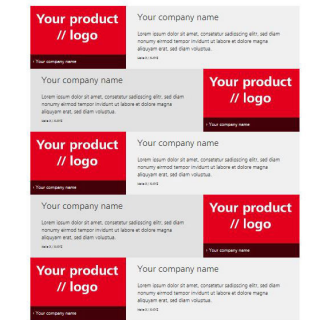 Your product
// logo
› Your company name
Your company name
Lorem ipsum dolor sit amet, consetetur sadipscing elitr, sed diam
nonumy eirmod tempor invidunt ut labore et dolore magna
aliquyam erat, sed diam voluptua.
Your company name
Lorem ipsum dolor sit amet, consetetur sadipscing elitr, sed diam
nonumy eirmod tempor invidunt ut labore et dolore magna
aliquyam erat, sed diam voluptua.
Your product
// logo
› Your company name
Your product
// logo
› Your company name
Your company name
Lorem ipsum dolor sit amet, consetetur sadipscing elitr, sed diam
nonumy eirmod tempor invidunt ut labore et dolore magna
aliquyam erat, sed diam voluptua.
Your company name
Lorem ipsum dolor sit amet, consetetur sadipscing elitr, sed diam
nonumy eirmod tempor invidunt ut labore et dolore magna
aliquyam erat, sed diam voluptua.
Your product
// logo
› Your company name
Your product
// logo
› Your company name
Your company name
Lorem ipsum dolor sit amet, consetetur sadipscing elitr, sed diam
nonumy eirmod tempor invidunt ut labore et dolore magna
aliquyam erat, sed diam voluptua.